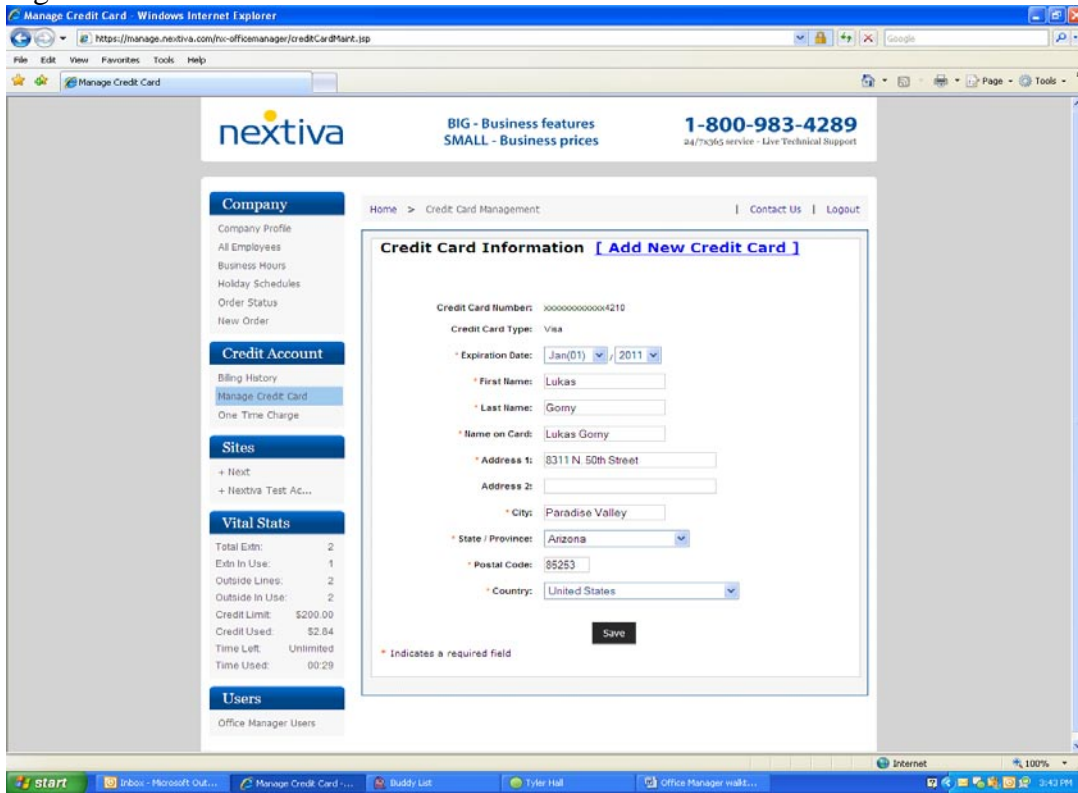 Manage Credit Card - Windows Internet Explorer
https://manage.nextiva.com/nx-officemanager/creditCardMaint.jsp
Google
File Edit View Favorites Tools Help
Manage Credit Card
Page Tools
nextiva
BIG - Business features
SMALL - Business prices
1-800-983-4289
24/7x365 service - Live Technical Support
Company
Company Profile
All Employees
Business Hours
Holiday Schedules
Order Status
New Order
Credit Account
Billing History
Manage Credit Card
One Time Charge
Sites
+ Next
+ Nextiva Test Ac...
Vital Stats
Total Extn: 2
Extn In Use: 1
Outside Lines: 2
Outside In Use: 2
Credit Limit: $200.00
Credit Used: $2.84
Time Left: Unlimited
Time Used: 00:29
Users
Office Manager Users
Home > Credit Card Management | Contact Us | Logout
Credit Card Information [ Add New Credit Card ]
Credit Card Number: xxxxxxxxxxxx4210
Credit Card Type: Visa
* Expiration Date: Jan(01) / 2011
* First Name: Lukas
* Last Name: Gorny
* Name on Card: Lukas Gorny
* Address 1: 8311 N. 50th Street
Address 2:
* City: Paradise Valley
* State / Province: Arizona
* Postal Code: 85253
* Country: United States
Save
* Indicates a required field
Internet 100%
start Inbox - Microsoft Out... Manage Credit Card -... Buddy List Tyler Hall Office Manager walkt... 3:43 PM